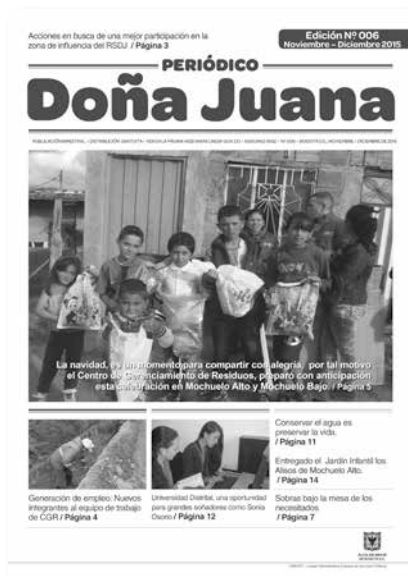 Acciones en busca de una mejor participación en la
zona de influencia del RSDJ / Página 3
Edición Nº 006
Noviembre – Diciembre 2015
PERIÓDICO
Doña Juana
La navidad, es un momento para compartir con alegría, por tal motivo
el Centro de Gerenciamiento de Residuos, preparó con anticipación
esta celebración en Mochuelo Alto y Mochuelo Bajo. / Página 5
Generación de empleo: Nuevos
integrantes al equipo de trabajo
de CGR / Página 4
Universidad Distrital, una oportunidad
para grandes soñadores como Sonia
Osorio / Página 12
Conservar el agua es
preservar la vida.
/ Página 11
Entregado el Jardín Infantil los
Alisos de Mochuelo Alto.
/ Página 14
Sobras bajo la mesa de los
necesitados
/ Página 7